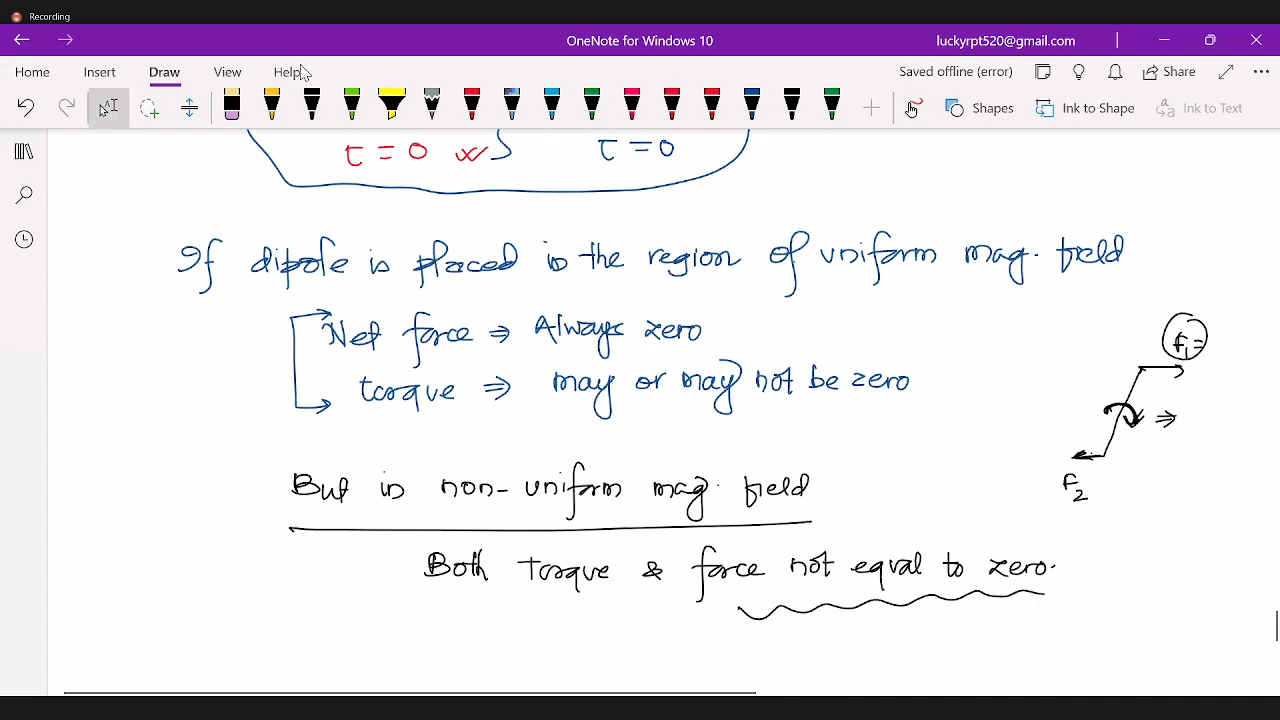 Recording
OneNote for Windows 10
luckyrpt520@gmail.com
Home Insert Draw View Help
Saved offline (error) Share
Shapes Ink to Shape Ink to Text
τ = 0 τ = 0
If dipole is placed in the region of uniform mag. field
Net force ⇒ Always zero
F₁ =
torque ⇒ may or may not be zero
⇒
But in non-uniform mag. field
F₂
Both torque & force not equal to zero.